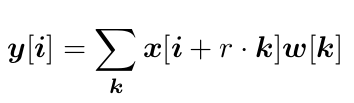 y[i] = ∑ₖ x[i + r · k]w[k]